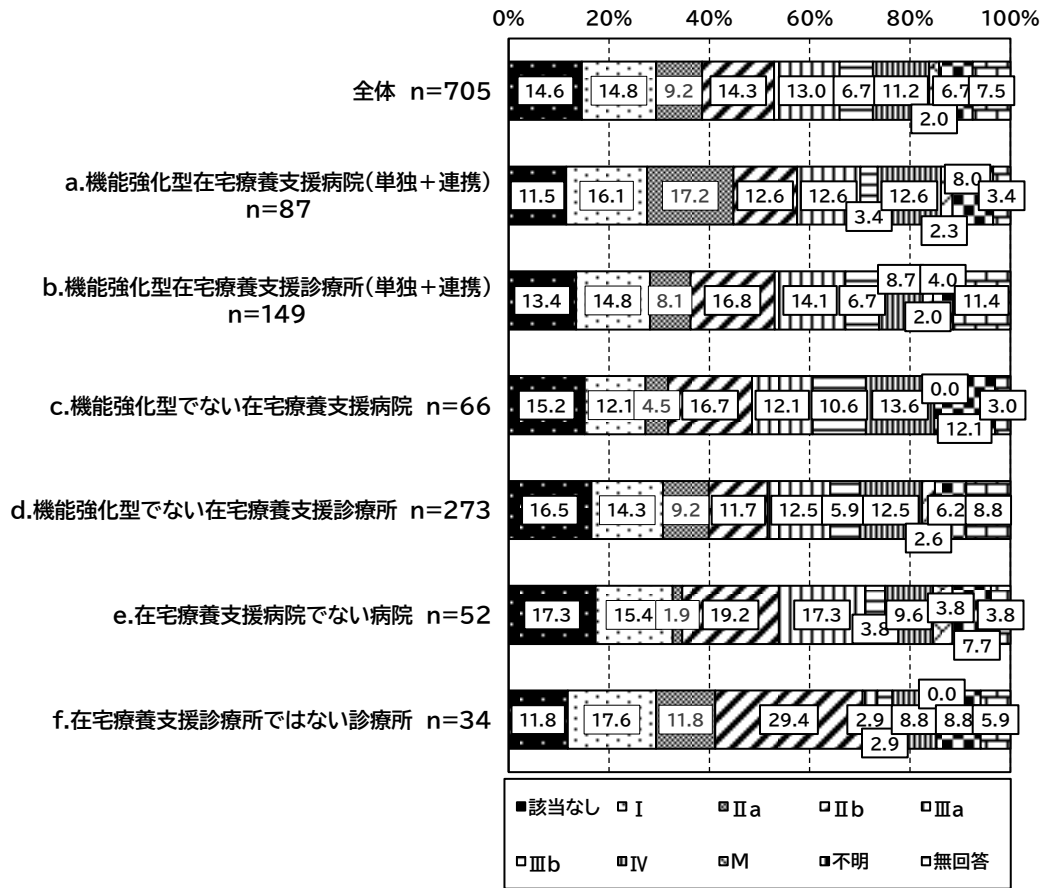 0% 20% 40% 60% 80% 100%
全体 n=705
14.6 14.8 9.2 14.3 13.0 6.7 11.2 2.0 6.7 7.5
a.機能強化型在宅療養支援病院(単独+連携)
n=87
11.5 16.1 17.2 12.6 12.6 3.4 12.6 2.3 8.0 3.4
b.機能強化型在宅療養支援診療所(単独+連携)
n=149
13.4 14.8 8.1 16.8 14.1 6.7 8.7 2.0 4.0 11.4
c.機能強化型でない在宅療養支援病院 n=66
15.2 12.1 4.5 16.7 12.1 10.6 13.6 0.0 12.1 3.0
d.機能強化型でない在宅療養支援診療所 n=273
16.5 14.3 9.2 11.7 12.5 5.9 12.5 2.6 6.2 8.8
e.在宅療養支援病院でない病院 n=52
17.3 15.4 1.9 19.2 17.3 3.8 9.6 3.8 7.7 3.8
f.在宅療養支援診療所ではない診療所 n=34
11.8 17.6 11.8 29.4 2.9 2.9 8.8 0.0 8.8 5.9
該当なし Ⅰ Ⅱa Ⅱb Ⅲa
Ⅲb Ⅳ M 不明 無回答